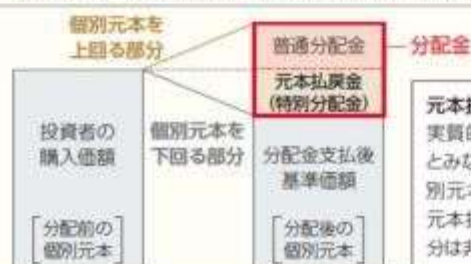 個別元本を
上回る部分
普通分配金
分配金
元本払戻金
(特別分配金)
投資者の
購入価額
個別元本を
下回る部分
分配金支払後
基準価額
分配前の
個別元本
分配後の
個別元本
元本
実質
とみな
別元本
元本払
分は非